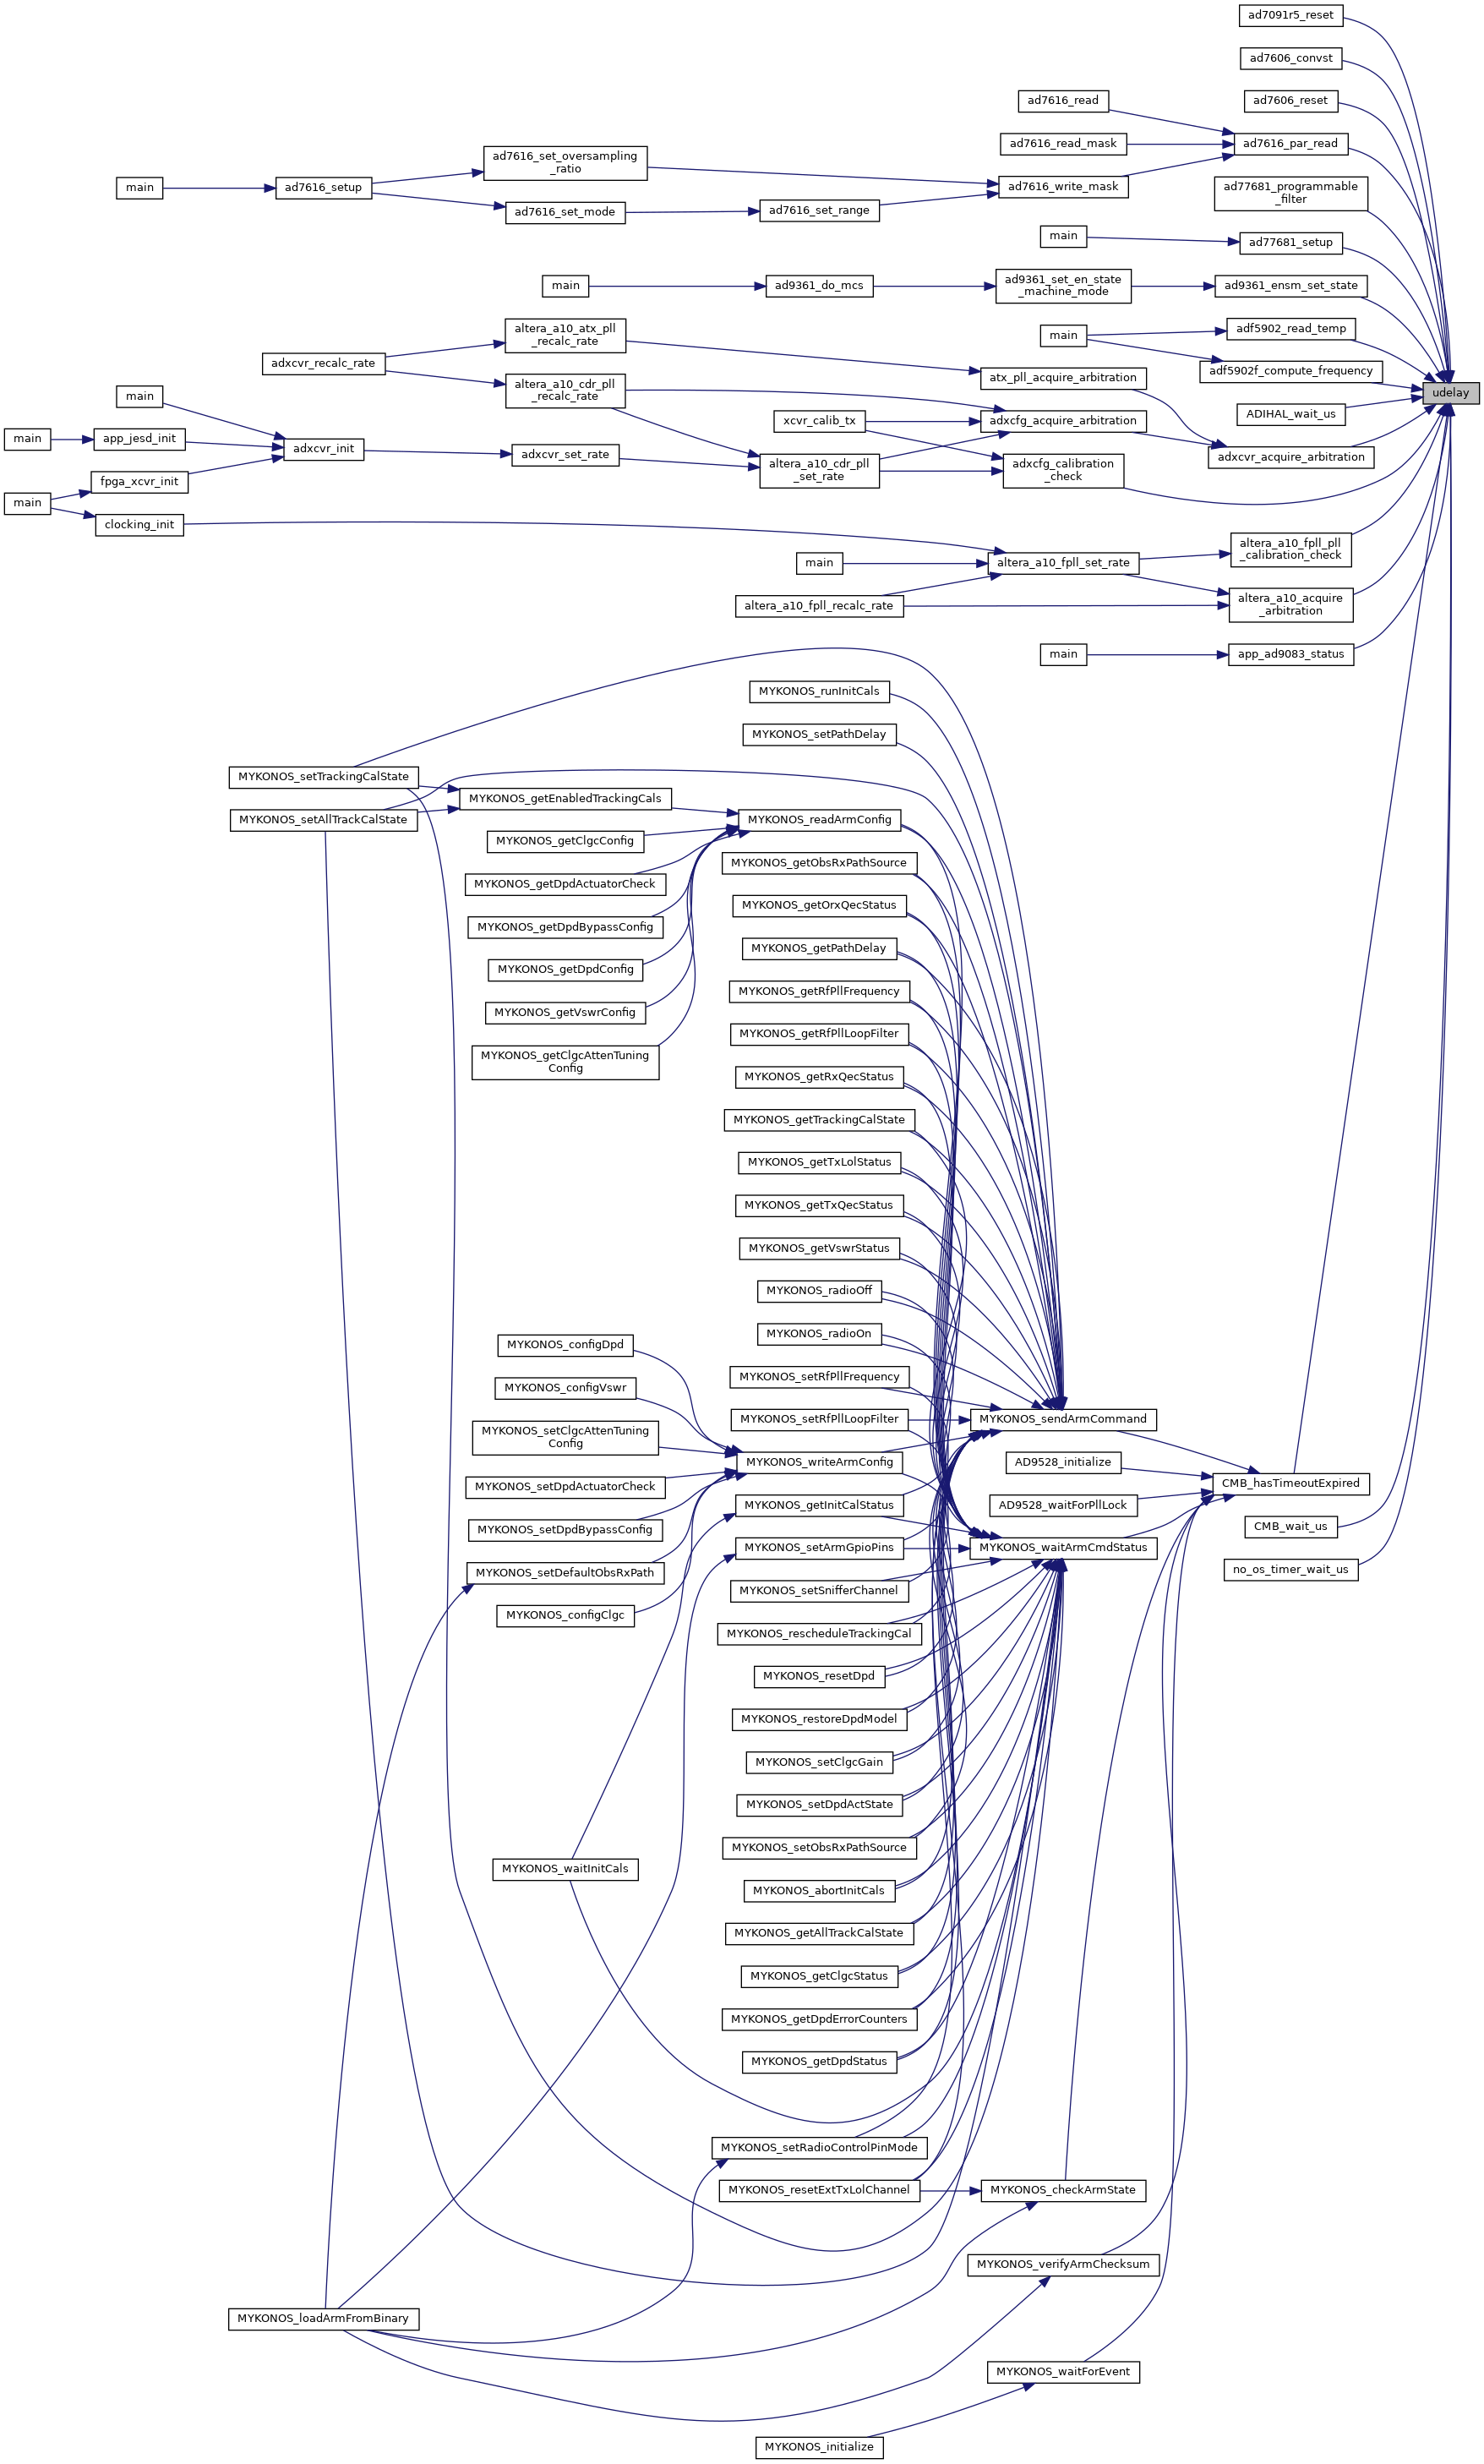 ad7091r5_reset
ad7606_convst
ad7606_reset
ad7616_read
ad7616_read_mask
ad7616_par_read
ad7616_set_oversampling
_ratio
main
ad7616_setup
ad7616_write_mask
ad7616_set_mode
ad7616_set_range
ad77681_programmable
_filter
main
ad77681_setup
main
ad9361_do_mcs
ad9361_set_en_state
_machine_mode
ad9361_ensm_set_state
main
adf5902_read_temp
altera_a10_atx_pll
_recalc_rate
adxcvr_recalc_rate
adf5902f_compute_frequency
atx_pll_acquire_arbitration
altera_a10_cdr_pll
_recalc_rate
udelay
main
ADIHAL_wait_us
xcvr_calib_tx
adxcfg_acquire_arbitration
main
app_jesd_init
adxcvr_init
adxcvr_set_rate
adxcvr_acquire_arbitration
altera_a10_cdr_pll
_set_rate
adxcfg_calibration
_check
fpga_xcvr_init
main
clocking_init
altera_a10_fpll_pll
_calibration_check
main
altera_a10_fpll_set_rate
altera_a10_fpll_recalc_rate
altera_a10_acquire
_arbitration
main
app_ad9083_status
MYKONOS_runInitCals
MYKONOS_setPathDelay
MYKONOS_setTrackingCalState
MYKONOS_getEnabledTrackingCals
MYKONOS_setAllTrackCalState
MYKONOS_readArmConfig
MYKONOS_getClgcConfig
MYKONOS_getObsRxPathSource
MYKONOS_getDpdActuatorCheck
MYKONOS_getOrxQecStatus
MYKONOS_getDpdBypassConfig
MYKONOS_getPathDelay
MYKONOS_getDpdConfig
MYKONOS_getRfPllFrequency
MYKONOS_getVswrConfig
MYKONOS_getRfPllLoopFilter
MYKONOS_getClgcAttenTuning
Config
MYKONOS_getRxQecStatus
MYKONOS_getTrackingCalState
MYKONOS_getTxLolStatus
MYKONOS_getTxQecStatus
MYKONOS_getVswrStatus
MYKONOS_radioOff
MYKONOS_radioOn
MYKONOS_configDpd
MYKONOS_setRfPllFrequency
MYKONOS_configVswr
MYKONOS_setRfPllLoopFilter
MYKONOS_sendArmCommand
MYKONOS_setClgcAttenTuning
Config
MYKONOS_writeArmConfig
AD9528_initialize
MYKONOS_setDpdActuatorCheck
CMB_hasTimeoutExpired
MYKONOS_getInitCalStatus
AD9528_waitForPllLock
MYKONOS_setDpdBypassConfig
CMB_wait_us
MYKONOS_setArmGpioPins
MYKONOS_waitArmCmdStatus
MYKONOS_setDefaultObsRxPath
no_os_timer_wait_us
MYKONOS_setSnifferChannel
MYKONOS_configClgc
MYKONOS_rescheduleTrackingCal
MYKONOS_resetDpd
MYKONOS_restoreDpdModel
MYKONOS_setClgcGain
MYKONOS_setDpdActState
MYKONOS_setObsRxPathSource
MYKONOS_waitInitCals
MYKONOS_abortInitCals
MYKONOS_getAllTrackCalState
MYKONOS_getClgcStatus
MYKONOS_getDpdErrorCounters
MYKONOS_getDpdStatus
MYKONOS_setRadioControlPinMode
MYKONOS_resetExtTxLolChannel
MYKONOS_checkArmState
MYKONOS_verifyArmChecksum
MYKONOS_loadArmFromBinary
MYKONOS_waitForEvent
MYKONOS_initialize